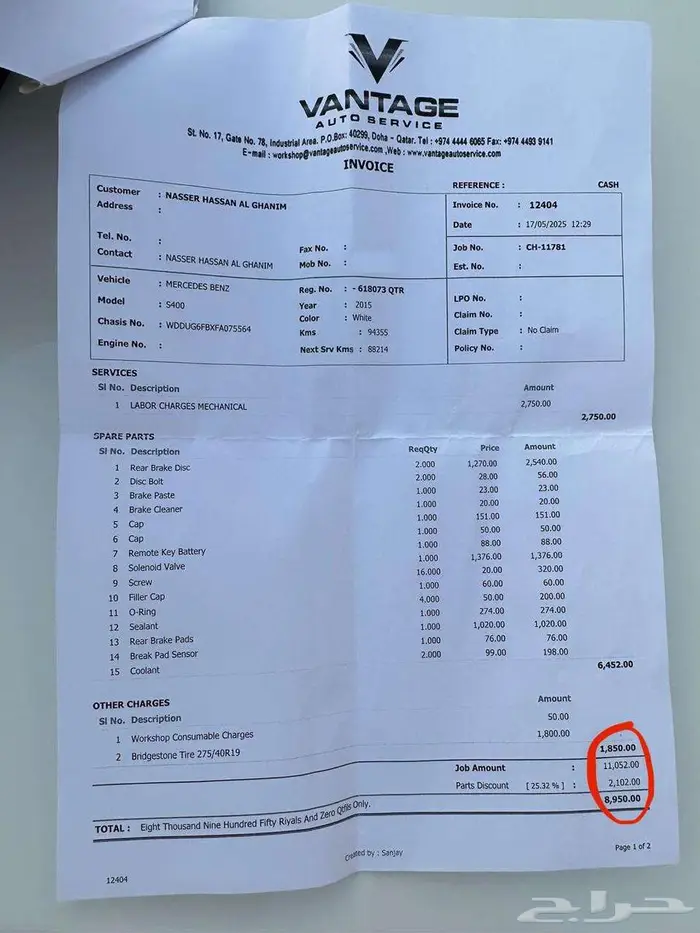 VANTAGE
AUTO SERVICE
St. No. 17, Gate No. 78, Industrial Area. P.O.Box: 40299, Doha - Qatar. Tel : +974 4444 6065 Fax: +974 4493 9141
E-mail : workshop@vantageautoservice.com ,Web : www.vantageautoservice.com
INVOICE
REFERENCE : CASH
Customer : NASSER HASSAN AL GHANIM
Address :
Tel. No. :
Contact : NASSER HASSAN AL GHANIM
Fax No. :
Mob No. :
Invoice No. : 12404
Date : 17/05/2025 12:29
Job No. : CH-11781
Est. No. :
Vehicle : MERCEDES BENZ
Model : S400
Chasis No. : WDDUG6FBXFA075564
Engine No. :
Reg. No. : - 618073 QTR
Year : 2015
Color : White
Kms : 94355
Next Srv Kms : 88214
LPO No. :
Claim No. :
Claim Type : No Claim
Policy No. :
SERVICES
Sl No. Description Amount
1 LABOR CHARGES MECHANICAL 2,750.00
2,750.00
SPARE PARTS
Sl No. Description ReqQty Price Amount
1 Rear Brake Disc 2.000 1,270.00 2,540.00
2 Disc Bolt 2.000 28.00 56.00
3 Brake Paste 1.000 23.00 23.00
4 Brake Cleaner 1.000 20.00 20.00
5 Cap 1.000 151.00 151.00
6 Cap 1.000 50.00 50.00
7 Remote Key Battery 1.000 88.00 88.00
8 Solenoid Valve 1.000 1,376.00 1,376.00
9 Screw 16.000 20.00 320.00
10 Filler Cap 1.000 60.00 60.00
11 O-Ring 4.000 50.00 200.00
12 Sealant 1.000 274.00 274.00
13 Rear Brake Pads 1.000 1,020.00 1,020.00
14 Break Pad Sensor 1.000 76.00 76.00
15 Coolant 2.000 99.00 198.00
6,452.00
OTHER CHARGES
Sl No. Description Amount
1 Workshop Consumable Charges 50.00
2 Bridgestone Tire 275/40R19 1,800.00
1,850.00
Job Amount : 11,052.00
Parts Discount [ 25.32 % ] : 2,102.00
8,950.00
TOTAL : Eight Thousand Nine Hundred Fifty Riyals And Zero Qtrlls Only.
Created by : Sanjay
Page 1 of 2
12404
حراج